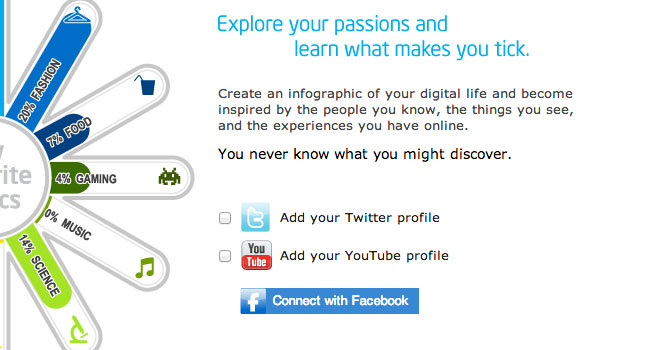 Explore your passions and
learn what makes you tick.
Create an infographic of your digital life and become
inspired by the people you know, the things you see,
and the experiences you have online.
You never know what you might discover.
Add your Twitter profile
You
Tube
Add your YouTube profile
f Connect with Facebook
20% FASHION
7% FOOD
4% GAMING
0% MUSIC
14% SCIENCE